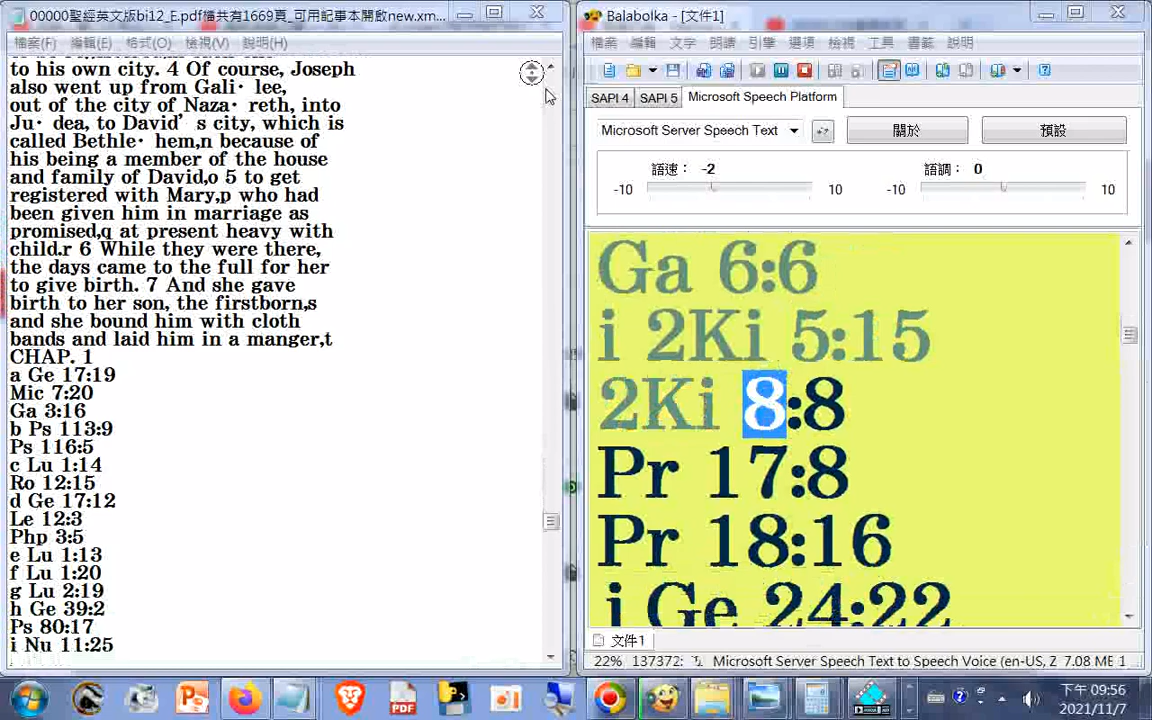 00000聖經英文版bi12_E.pdf檔共有1669頁_可用記事本開啟new.xm...
檔案(F) 編輯(E) 格式(O) 檢視(V) 說明(H)
to his own city. 4 Of course, Joseph
also went up from Gali· lee,
out of the city of Naza· reth, into
Ju· dea, to David' s city, which is
called Bethle· hem,n because of
his being a member of the house
and family of David,o 5 to get
registered with Mary,p who had
been given him in marriage as
promised,q at present heavy with
child.r 6 While they were there,
the days came to the full for her
to give birth. 7 And she gave
birth to her son, the firstborn,s
and she bound him with cloth
bands and laid him in a manger,t
CHAP. 1
a Ge 17:19
Mic 7:20
Ga 3:16
b Ps 113:9
Ps 116:5
c Lu 1:14
Ro 12:15
d Ge 17:12
Le 12:3
Php 3:5
e Lu 1:13
f Lu 1:20
g Lu 2:19
h Ge 39:2
Ps 80:17
i Nu 11:25
Balabolka - [文件1]
檔案 編輯 文字 朗讀 引擎 選項 檢視 工具 書籤 說明
SAPI 4 SAPI 5 Microsoft Speech Platform
Microsoft Server Speech Text 關於 預設
語速： -2 語調： 0
-10 10 -10 10
Ga 6:6
i 2Ki 5:15
2Ki 8:8
Pr 17:8
Pr 18:16
i Ge 24:22
文件1
22% 137372: Microsoft Server Speech Text to Speech Voice (en-US, Z 7.08 ME 1
下午 09:56
2021/11/7